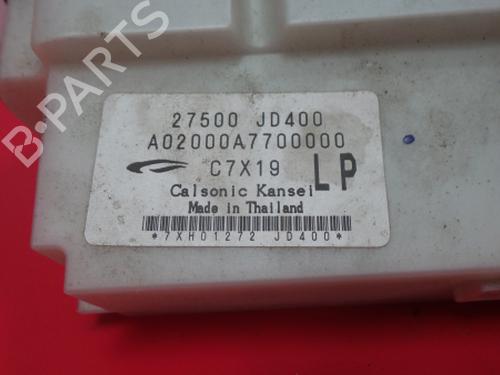 B-PARTS
27500 JD400
A02000A7700000
C7X19 LP
Calsonic Kansei
Made in Thailand
*7XH01272 JD400*